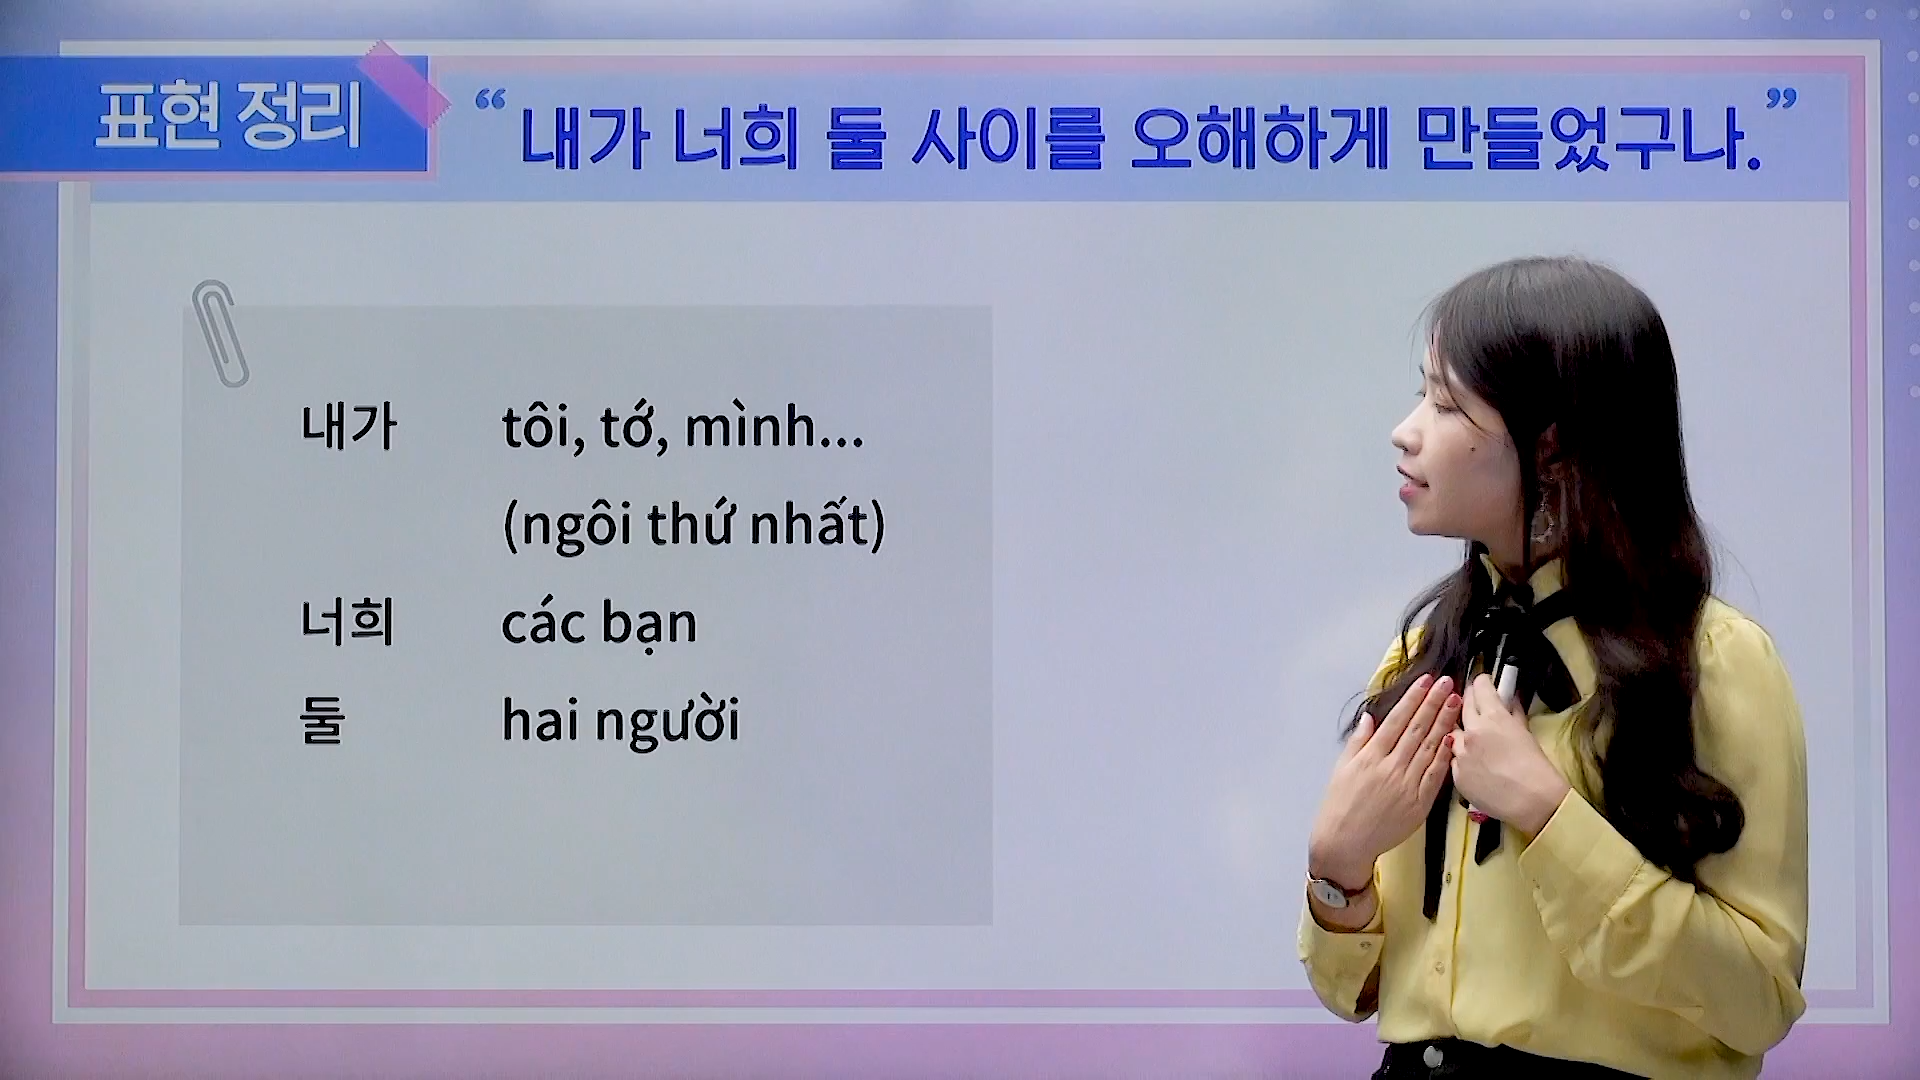 표현 정리
“내가 너희 둘 사이를 오해하게 만들었구나.”
내가 tôi, tớ, mình...
(ngôi thứ nhất)
너희 các bạn
둘 hai người